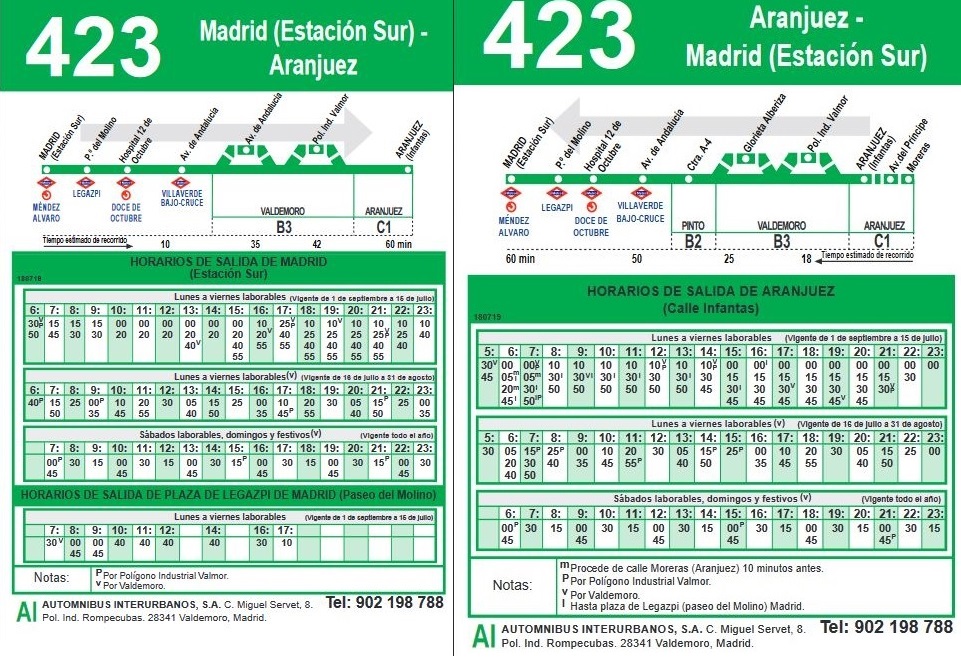 423
Madrid (Estación Sur) -
Aranjuez
MADRID (Estación Sur)
P.º del Molino
Hospital 12 de Octubre
Av. de Andalucía
Av. de Andalucía
Pol. Ind. Valmor
ARANJUEZ (Infantas)
MÉNDEZ ALVARO
LEGAZPI
DOCE DE OCTUBRE
VILLAVERDE BAJO-CRUCE
VALDEMORO ARANJUEZ
B3 C1
Tiempo estimado de recorrido 10 35 42 60 min
HORARIOS DE SALIDA DE MADRID
(Estación Sur)
180716
Lunes a viernes laborables (Vigente de 1 de septiembre a 15 de julio)
6: 7: 8: 9: 10: 11: 12: 13: 14: 15: 16: 17: 18: 19: 20: 21: 22: 23:
30 15 15 15 00 00 00 00 00 00 10 25 10 10V 10 10 10 10
50 45 30 30 20 20 20 20 20 20 20V 40 25 25 25 25V 25 40
40V 40 40 55 40 40 40 40 40
55 55 55 55 55 55
Lunes a viernes laborables(v) (Vigente de 16 de julio a 31 de agosto)
6: 7: 8: 9: 10: 11: 12: 13: 14: 15: 16: 17: 18: 19: 20: 21: 22: 23:
40P 15 25 00P 10 20 30 05 15 25 00 10 20 30 05 15P 25 00
50 35 45 55 40 50 35 45P 55 40 50 35
Sábados laborables, domingos y festivos(v) (Vigente todo el año)
7: 8: 9: 10: 11: 12: 13: 14: 15: 16: 17: 18: 19: 20: 21: 22: 23:
00P 30 15 00 30 15 00 30 15P 00 30 15 00 30 15P 00 30
45 45 45 45 45 45
HORARIOS DE SALIDA DE PLAZA DE LEGAZPI DE MADRID (Paseo del Molino)
Lunes a viernes laborables (Vigente de 1 de septiembre a 15 de julio)
7: 8: 9: 10: 11: 12: 14: 16: 17:
30V 00 00 40 40 40 40 30 10
45 45
Notas:
P Por Polígono Industrial Valmor.
V Por Valdemoro.
AI AUTOMNIBUS INTERURBANOS, S.A. C. Miguel Servet, 8. Tel: 902 198 788
Pol. Ind. Rompecubas. 28341 Valdemoro, Madrid.
423
Aranjuez -
Madrid (Estación Sur)
MADRID (Estación Sur)
P.º del Molino
Hospital 12 de Octubre
Av. de Andalucía
Ctra. A-4
Glorieta Alborriza
Pol. Ind. Valmor
ARANJUEZ (Infantas)
Av. del Príncipe
Moreras
MÉNDEZ ALVARO
LEGAZPI
DOCE DE OCTUBRE
VILLAVERDE BAJO-CRUCE
PINTO VALDEMORO ARANJUEZ
B2 B3 C1
60 min 50 25 18 Tiempo estimado de recorrido
HORARIOS DE SALIDA DE ARANJUEZ
(Calle Infantas)
180715
Lunes a viernes laborables (Vigente de 1 de septiembre a 15 de julio)
5: 6: 7: 8: 9: 10: 11: 12: 13: 14: 15: 16: 17: 18: 19: 20: 21: 22: 23:
30V 00 00 10 10 10 10 10 10 10 00 00I 00 00 00 00 00 00 00
45 05m 05m 30I 30VI 30I 30I 30 30I 30 15 15 15 15 15 15 15 30
20m 30I 50 50 50 50 50 50 45 30I 30 30V 30 30 30 30V
45I 50IP 45 45 45 45 45V 45
Lunes a viernes laborables (v) (Vigente de 16 de julio a 31 de agosto)
5: 6: 7: 8: 9: 10: 11: 12: 13: 14: 15: 16: 17: 18: 19: 20: 21: 22: 23:
30 05 15P 25P 00 10 20 30 05 15P 25P 00 10 20 30 05 15 25 00
20 30 35 45 55P 40 50 35 45 55 40 50
40 50
Sábados laborables, domingos y festivos (v) (Vigente todo el año)
6: 7: 8: 9: 10: 11: 12: 13: 14: 15: 16: 17: 18: 19: 20: 21: 22: 23:
00P 30 15 00 30 15 00 30 15 00P 30 15 00 30 15 00 30 15
45 45 45 45 45 45P
Notas:
m Procede de calle Moreras (Aranjuez) 10 minutos antes.
P Por Polígono Industrial Valmor.
V Por Valdemoro.
I Hasta plaza de Legazpi (paseo del Molino) Madrid.
AI AUTOMNIBUS INTERURBANOS, S.A. C. Miguel Servet, 8. Tel: 902 198 788
Pol. Ind. Rompecubas. 28341 Valdemoro, Madrid.